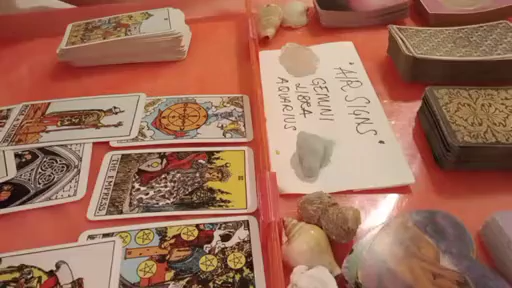 "AIR SIGNS"
GEMINI
LIBRA
AQUARIUS
THE EMPRESS.